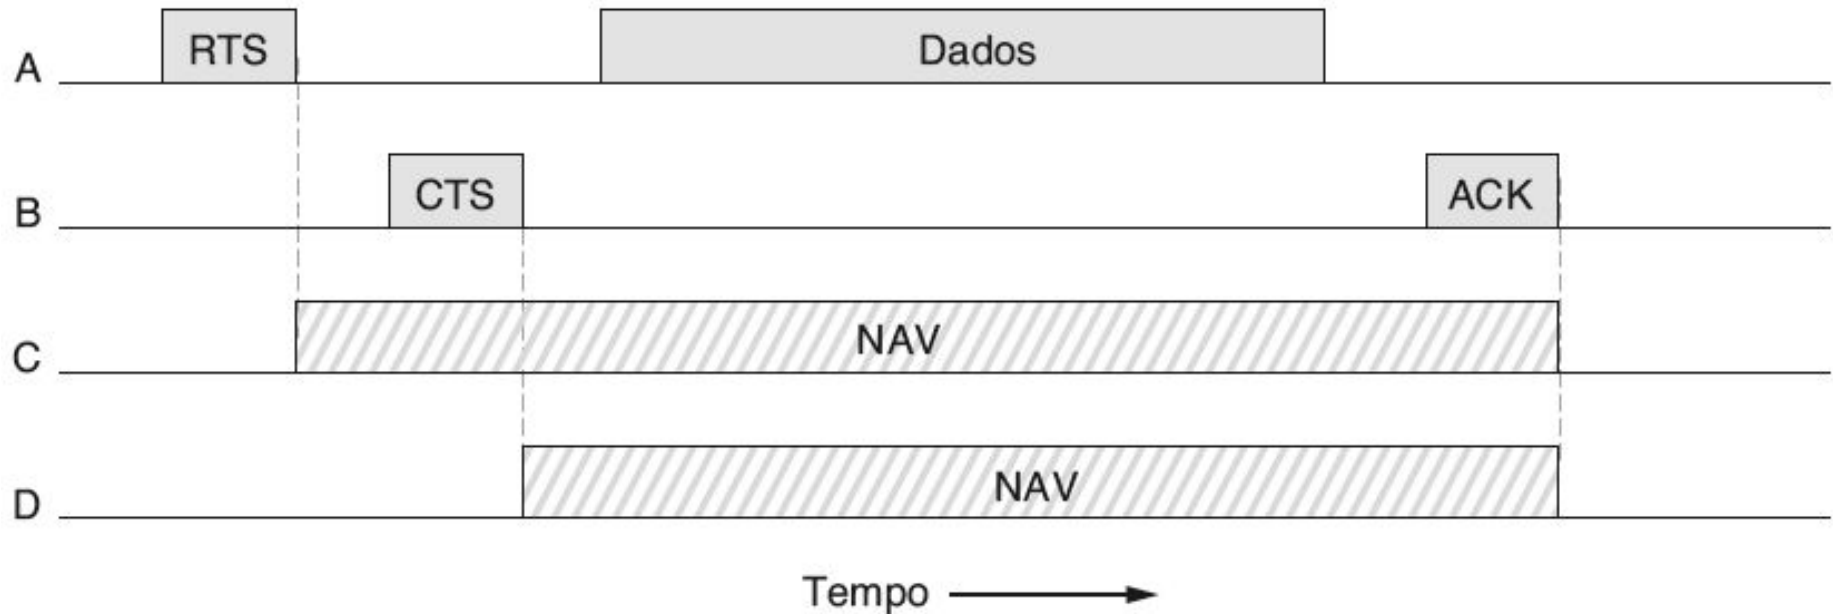 A RTS Dados
B CTS ACK
C NAV
D NAV
Tempo